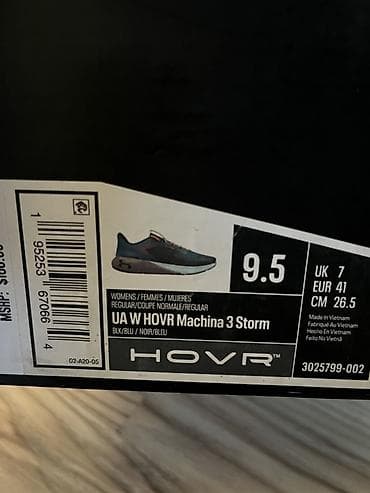 MSRP:
1 95253 67066 4
02-A20-05
WOMENS / FEMMES / MUJERES
REGULAR/COUPE NORMALE/REGULAR
UA W HOVR Machina 3 Storm
BLK/BLU / NOIR/BLEU
HOVR™
9.5
UK 7
EUR 41
CM 26.5
Made in Vietnam
Fabriqué Au Vietnam
Hecho En Vietnam
Feito No Vietnã
3025799-002